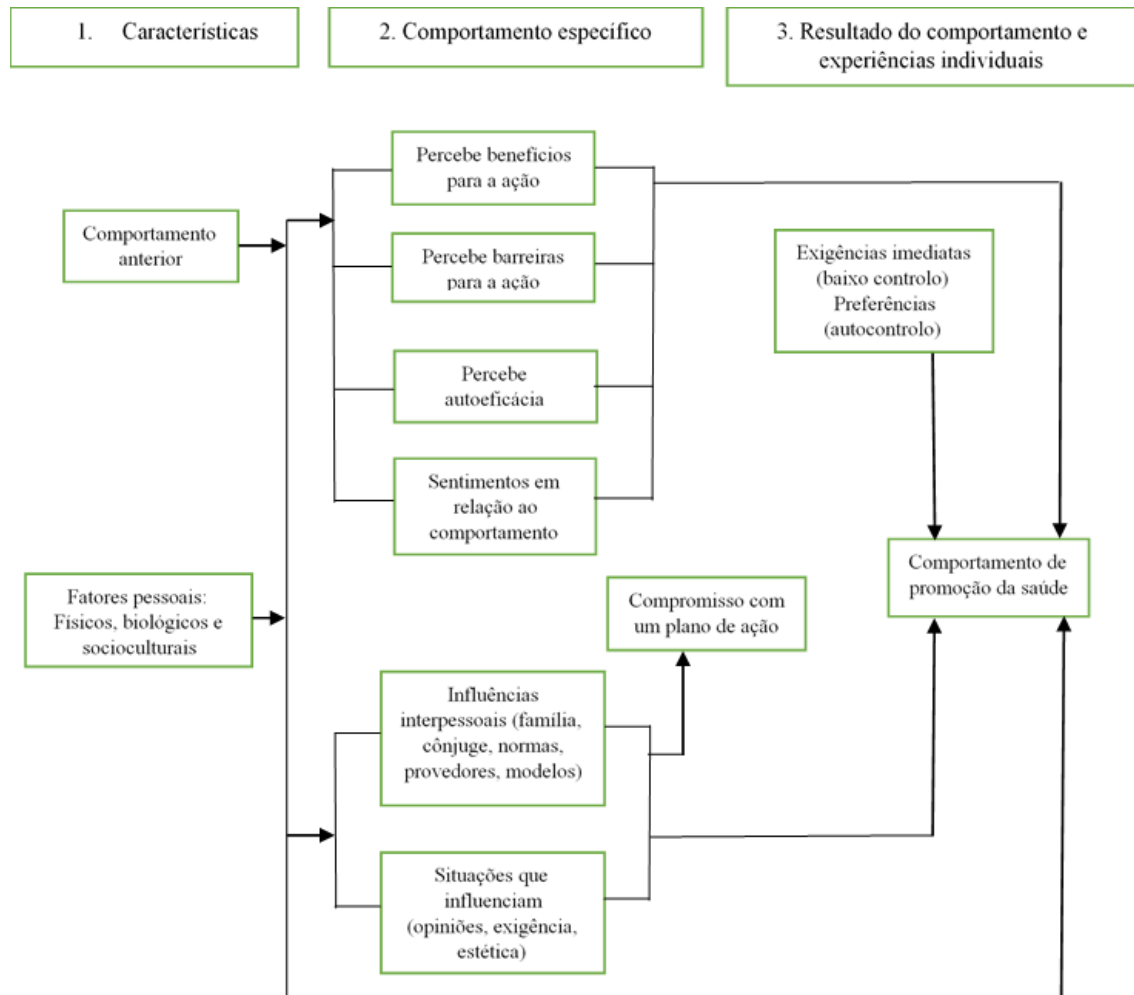 1. Características
2. Comportamento específico
3. Resultado do comportamento e
experiências individuais
Percebe benefícios
para a ação
Comportamento
anterior
Percebe barreiras
para a ação
Exigências imediatas
(baixo controlo)
Preferências
(autocontrolo)
Percebe
autoeficácia
Sentimentos em
relação ao
comportamento
Comportamento de
promoção da saúde
Fatores pessoais:
Físicos, biológicos e
socioculturais
Compromisso com
um plano de ação
Influências
interpessoais (família,
cônjuge, normas,
provedores, modelos)
Situações que
influenciam
(opiniões, exigência,
estética)